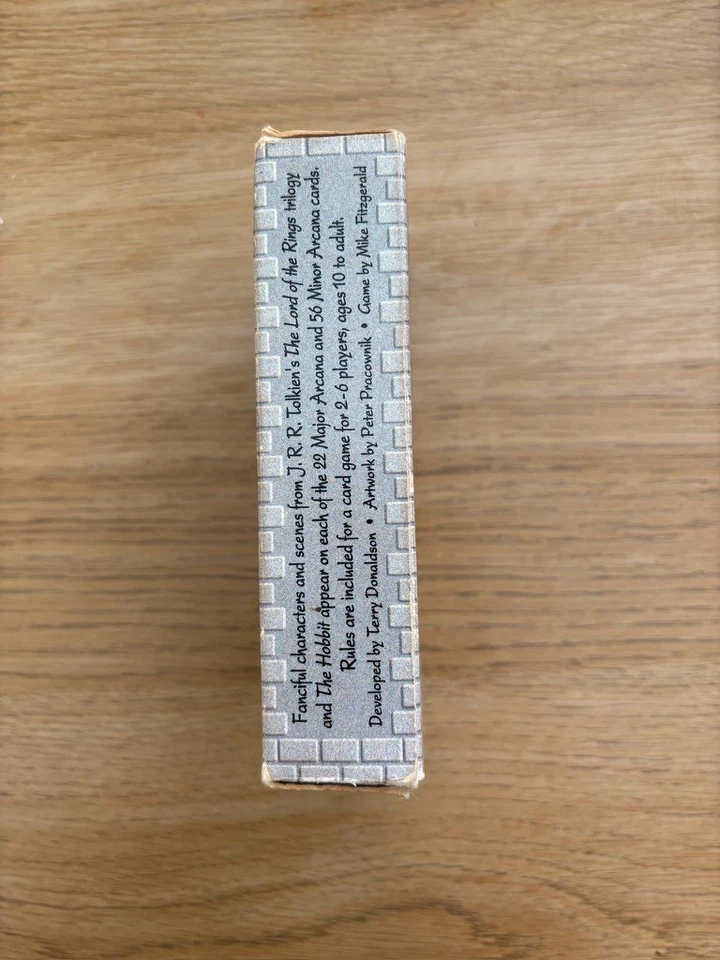 Fanciful characters and scenes from J. R. R. Tolkien's The Lord of the Rings trilogy
and The Hobbit appear on each of the 22 Major Arcana and 56 Minor Arcana cards.
Rules are included for a card game for 2-6 players, ages 10 to adult.
Developed by Terry Donaldson • Artwork by Peter Pracownik • Game by Mike Fitzgerald